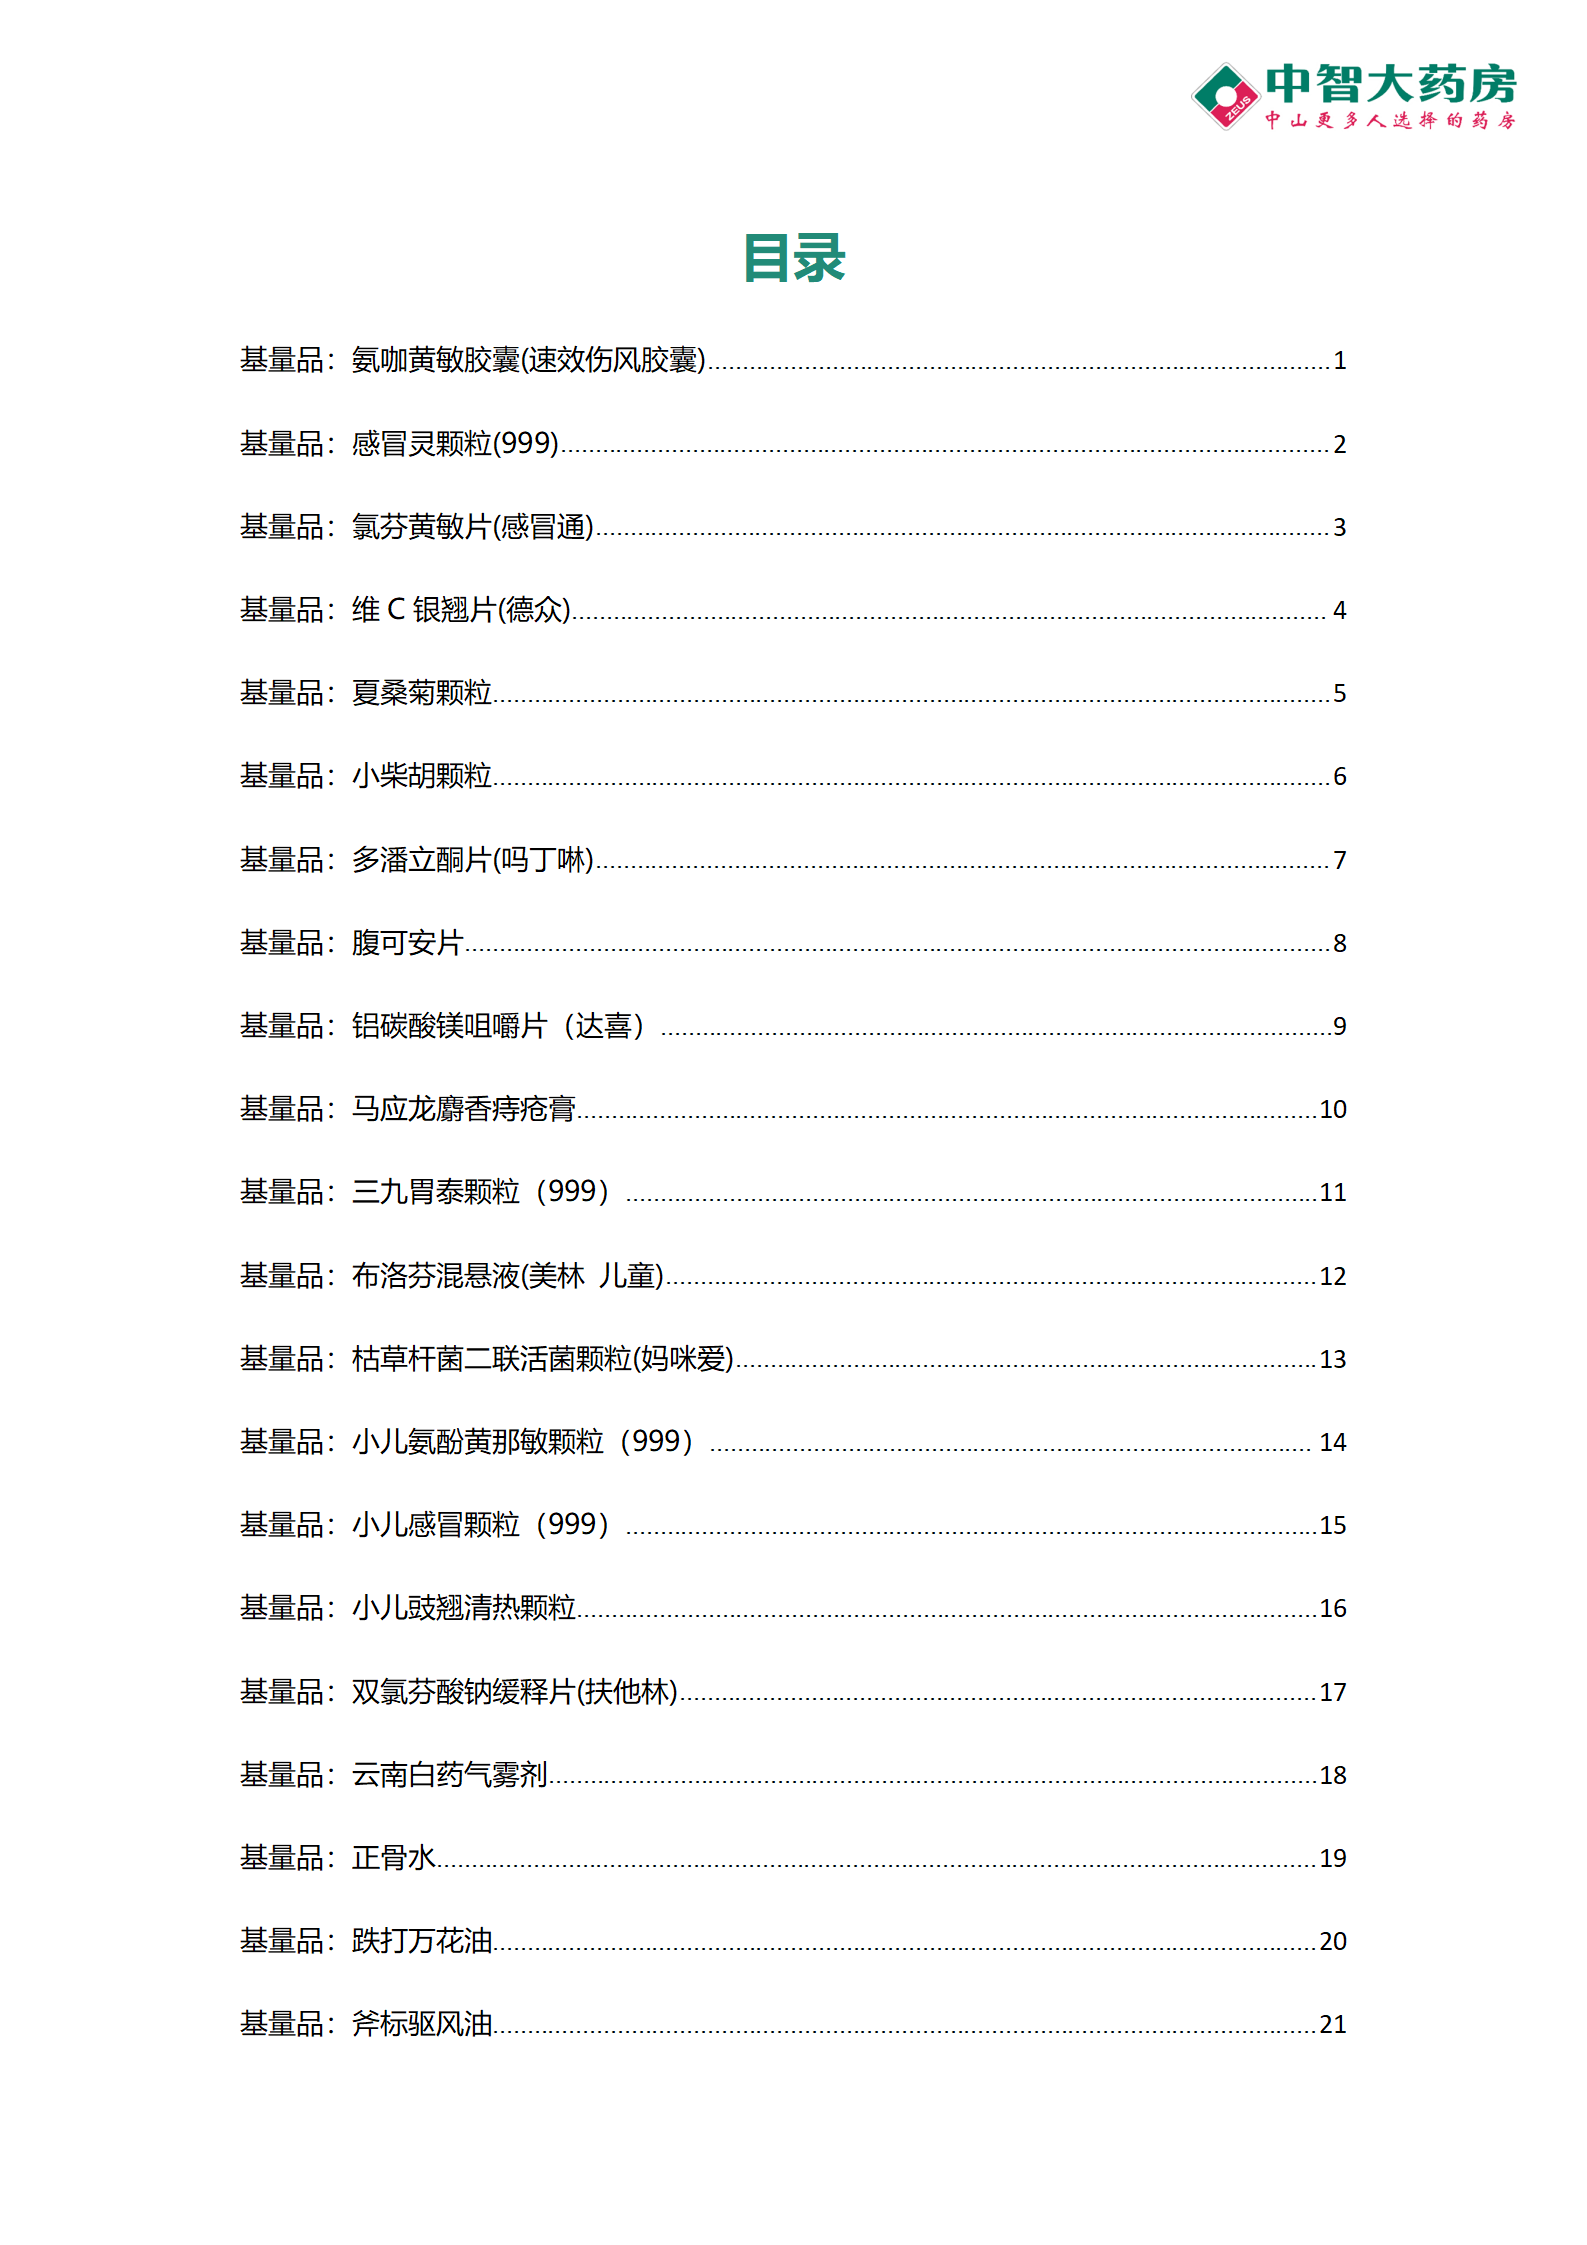 中智大药房
ZEUS
中山更多人选择的药房
目录
基量品：氨咖黄敏胶囊(速效伤风胶囊)........................................1
基量品：感冒灵颗粒(999)........................................2
基量品：氯芬黄敏片(感冒通)........................................3
基量品：维 C 银翘片(德众)........................................ 4
基量品：夏桑菊颗粒........................................5
基量品：小柴胡颗粒........................................6
基量品：多潘立酮片(吗丁啉)........................................7
基量品：腹可安片........................................8
基量品：铝碳酸镁咀嚼片（达喜）........................................9
基量品：马应龙麝香痔疮膏........................................10
基量品：三九胃泰颗粒（999）........................................11
基量品：布洛芬混悬液(美林 儿童)........................................12
基量品：枯草杆菌二联活菌颗粒(妈咪爱)........................................13
基量品：小儿氨酚黄那敏颗粒（999）........................................ 14
基量品：小儿感冒颗粒（999）........................................15
基量品：小儿豉翘清热颗粒........................................16
基量品：双氯芬酸钠缓释片(扶他林)........................................17
基量品：云南白药气雾剂........................................18
基量品：正骨水........................................19
基量品：跌打万花油........................................20
基量品：斧标驱风油........................................21